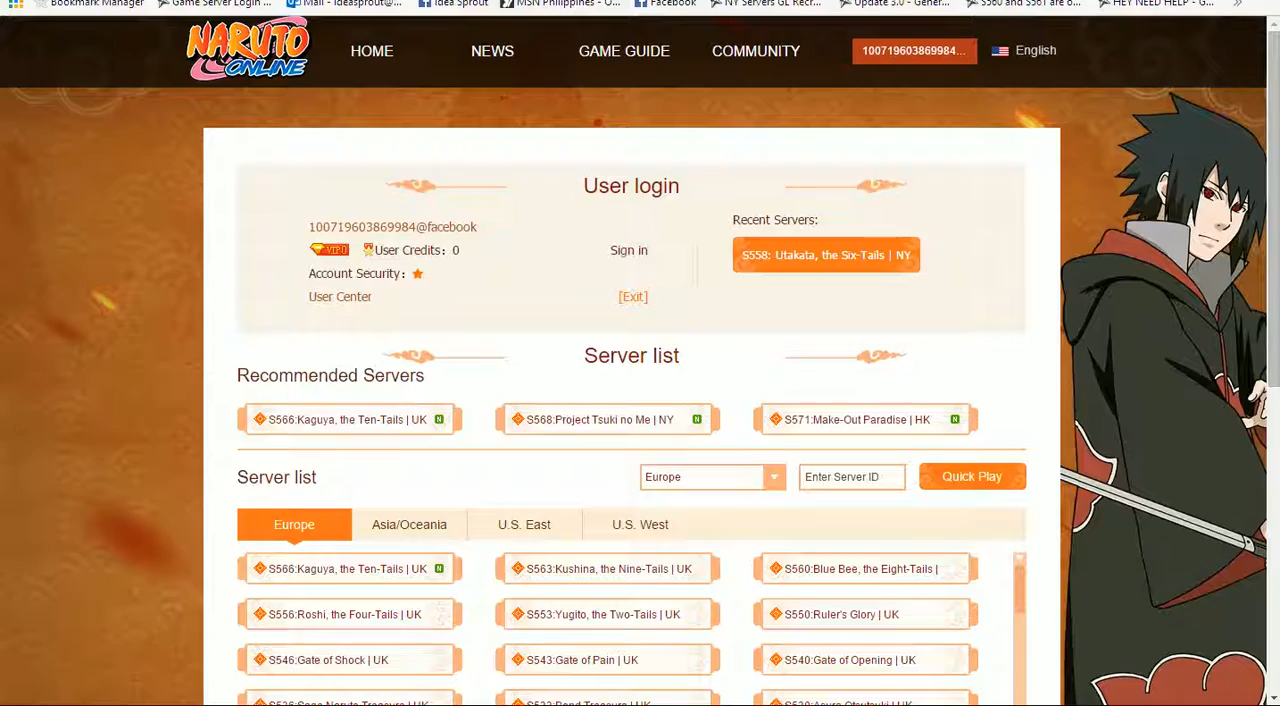 Bookmark Manager
Game Server Login ...
Mail - ideasprout@...
Idea Sprout
MSN Philippines - O...
Facebook
NY Servers GL Recr...
Update 3.0 - Gener...
S560 and S561 are o...
HEY NEED HELP - G...
NARUTO
ONLINE
HOME
NEWS
GAME GUIDE
COMMUNITY
100719603869984...
English
User login
100719603869984@facebook
VIP0
User Credits: 0
Account Security:
User Center
Sign in
[Exit]
Recent Servers:
S558: Utakata, the Six-Tails | NY
Server list
Recommended Servers
S566:Kaguya, the Ten-Tails | UK N
S568:Project Tsuki no Me | NY N
S571:Make-Out Paradise | HK N
Server list
Europe
Enter Server ID
Quick Play
Europe
Asia/Oceania
U.S. East
U.S. West
S566:Kaguya, the Ten-Tails | UK N
S563:Kushina, the Nine-Tails | UK
S560:Blue Bee, the Eight-Tails |
S556:Roshi, the Four-Tails | UK
S553:Yugito, the Two-Tails | UK
S550:Ruler's Glory | UK
S546:Gate of Shock | UK
S543:Gate of Pain | UK
S540:Gate of Opening | UK